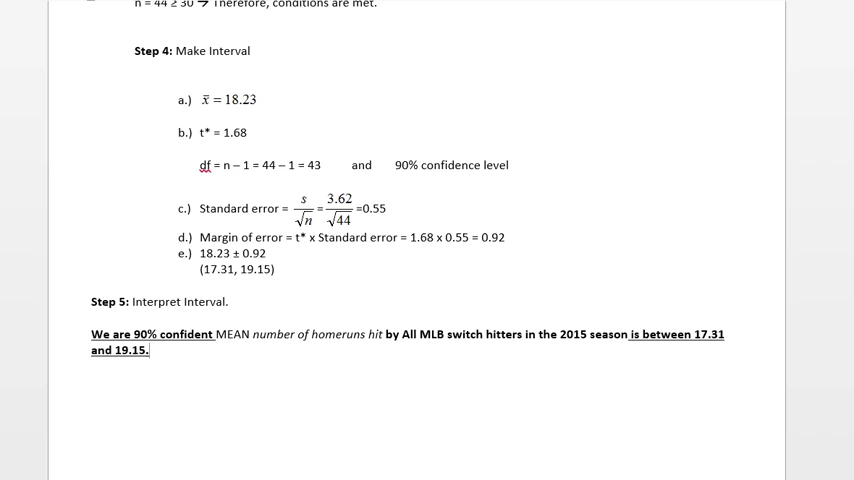 n = 44 ≥ 30 → Therefore, conditions are met.
Step 4: Make Interval
a.) x̄ = 18.23
b.) t* = 1.68
df = n – 1 = 44 – 1 = 43 and 90% confidence level
c.) Standard error = s/√n = 3.62/√44 =0.55
d.) Margin of error = t* x Standard error = 1.68 x 0.55 = 0.92
e.) 18.23 ± 0.92
(17.31, 19.15)
Step 5: Interpret Interval.
We are 90% confident MEAN number of homeruns hit by All MLB switch hitters in the 2015 season is between 17.31
and 19.15.